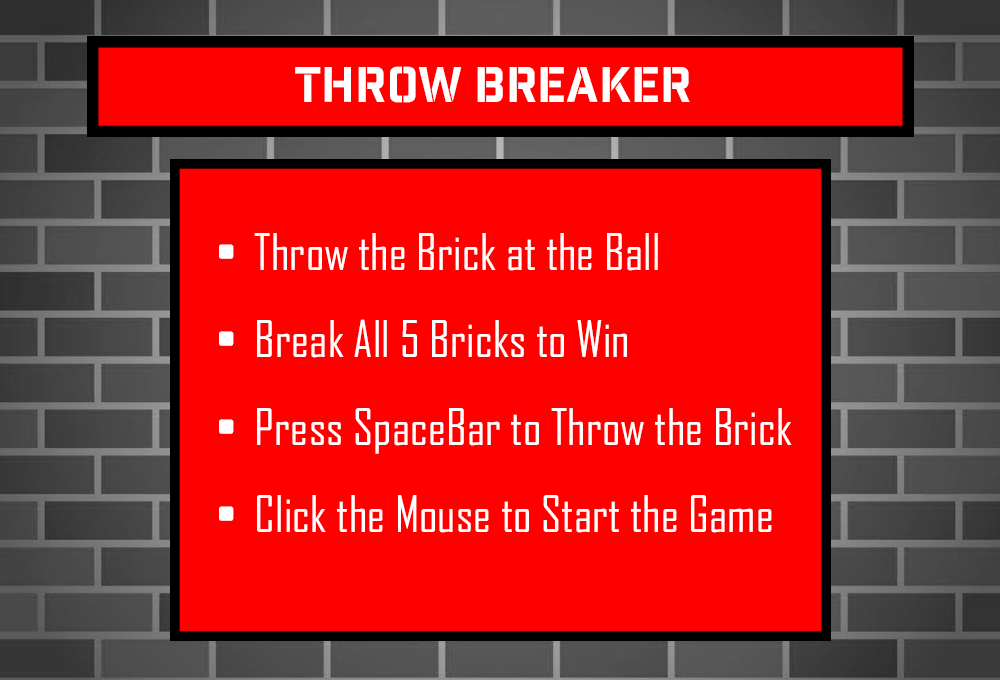 THROW BREAKER
▪ Throw the Brick at the Ball
▪ Break All 5 Bricks to Win
▪ Press SpaceBar to Throw the Brick
▪ Click the Mouse to Start the Game